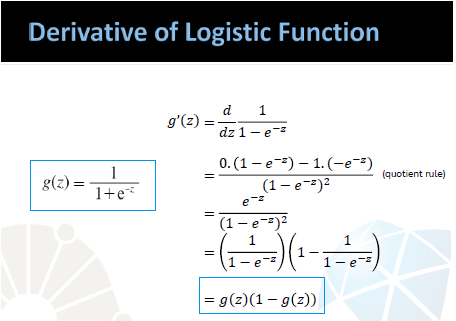 Derivative of Logistic Function
g'(z) = d/dz 1/(1 − e^−z)
g(z) = 1/(1+e^-z)
= (0.(1 − e^−z) − 1.(−e^−z))/(1 − e^−z)^2 (quotient rule)
= e^−z/(1 − e^−z)^2
= (1/(1 − e^−z))(1 − 1/(1 − e^−z))
= g(z)(1 − g(z))